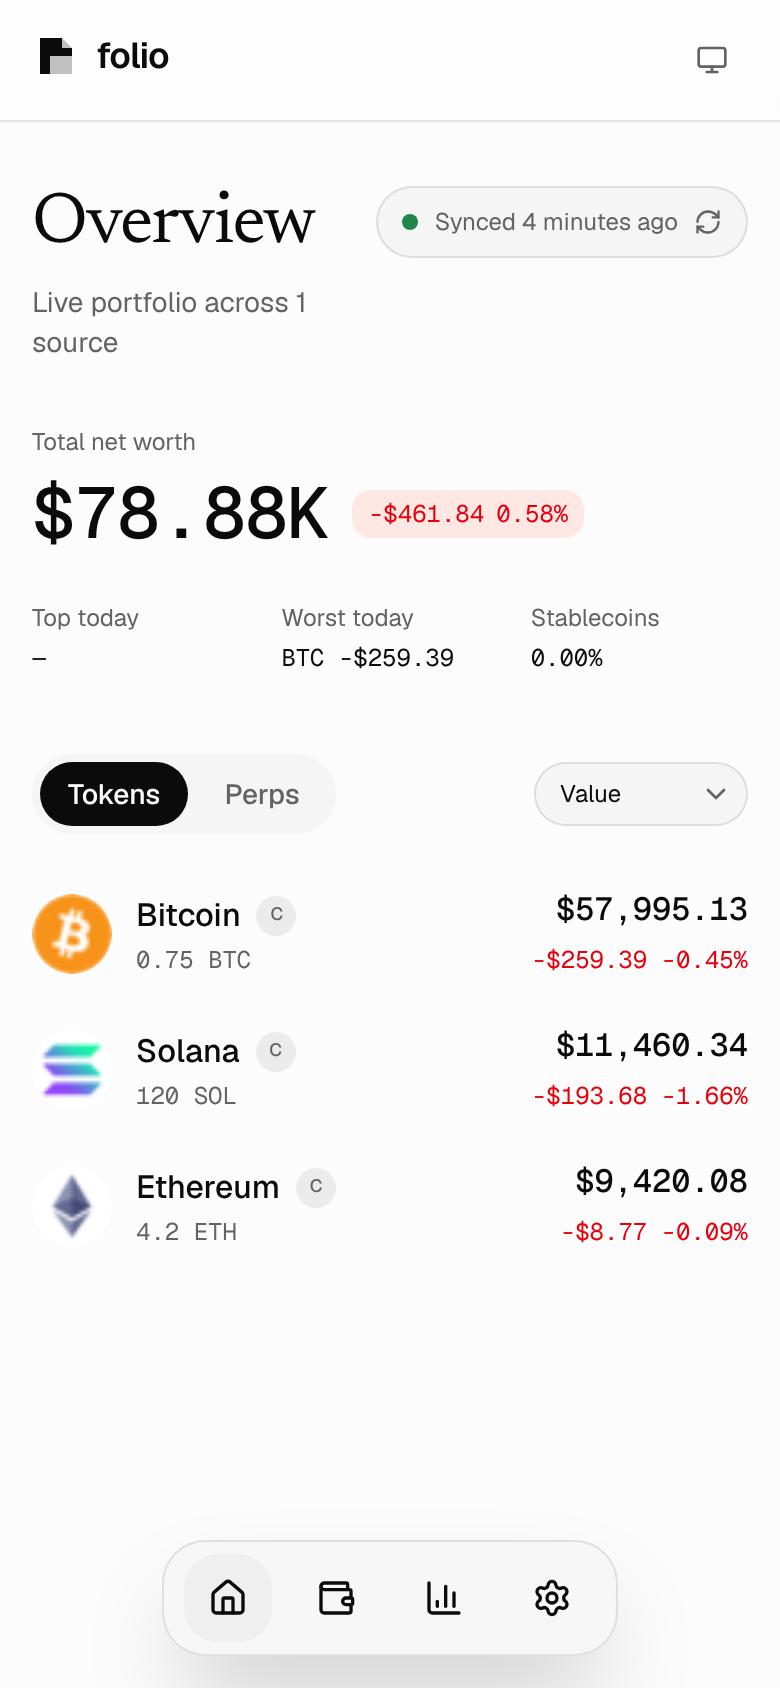 folio
Overview
Synced 4 minutes ago
Live portfolio across 1
source
Total net worth
$78.88K
-$461.84 0.58%
Top today
Worst today
Stablecoins
—
BTC -$259.39
0.00%
Tokens
Perps
Value
Bitcoin C
$57,995.13
0.75 BTC
-$259.39 -0.45%
Solana C
$11,460.34
120 SOL
-$193.68 -1.66%
Ethereum C
$9,420.08
4.2 ETH
-$8.77 -0.09%